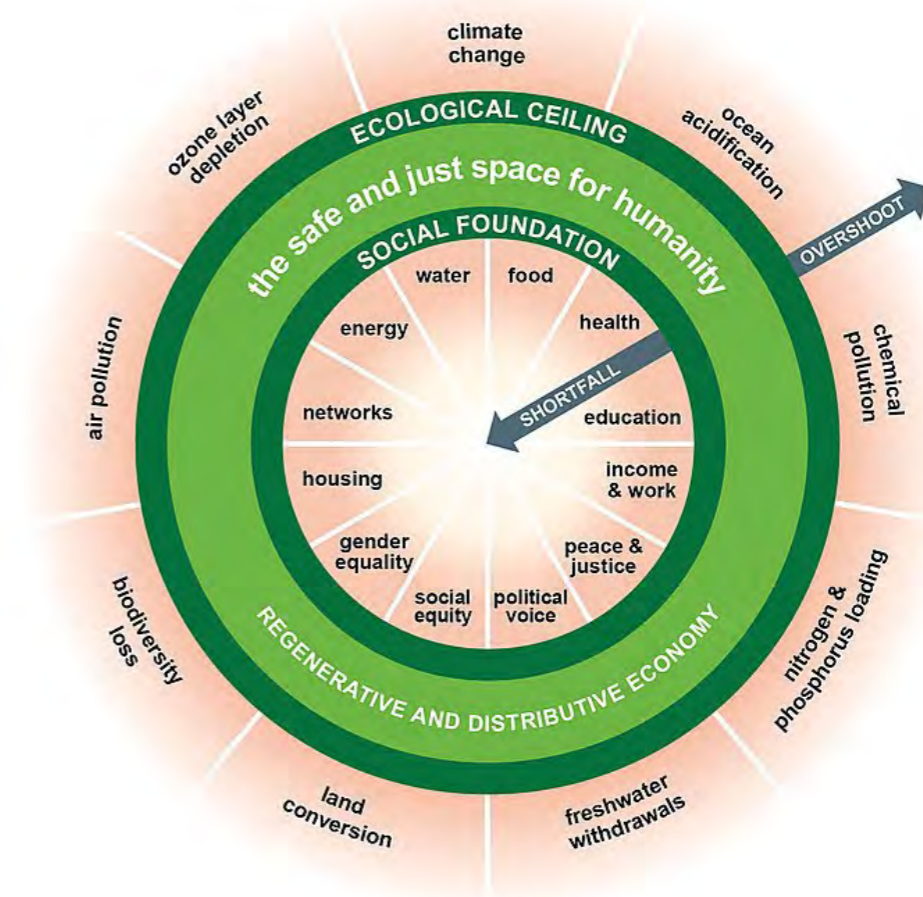 climate
change
ozone layer
depletion
ocean
acidification
ECOLOGICAL CEILING
the safe and just space for humanity
SOCIAL FOUNDATION
OVERSHOOT
water
food
energy
health
SHORTFALL
air pollution
chemical
pollution
networks
education
housing
income
& work
gender
equality
peace &
justice
social
equity
political
voice
biodiversity
loss
nitrogen &
phosphorus loading
REGENERATIVE AND DISTRIBUTIVE ECONOMY
land
conversion
freshwater
withdrawals